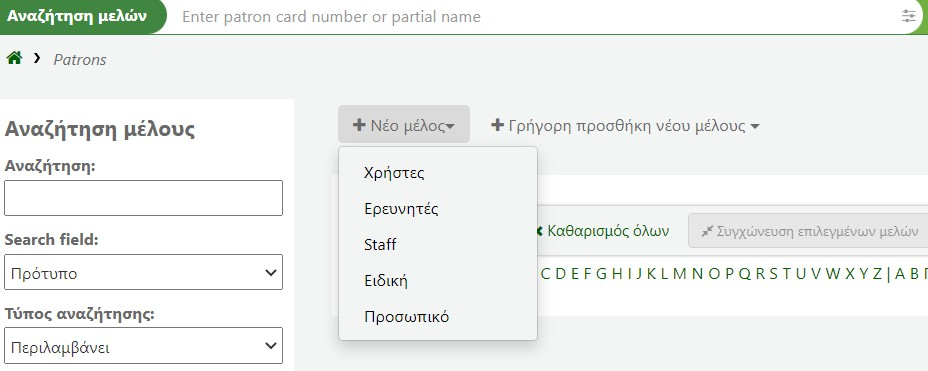 Αναζήτηση μελών
Enter patron card number or partial name
Patrons
Αναζήτηση μέλους
Αναζήτηση:
Search field:
Πρότυπο
Τύπος αναζήτησης:
Περιλαμβάνει
Νέο μέλος
Γρήγορη προσθήκη νέου μέλους
Χρήστες
Ερευνητές
Staff
Ειδική
Προσωπικό
Καθαρισμός όλων
Συγχώνευση επιλεγμένων μελών
C D E F G H I J K L M N O P Q R S T U V W X Y Z | Α Β